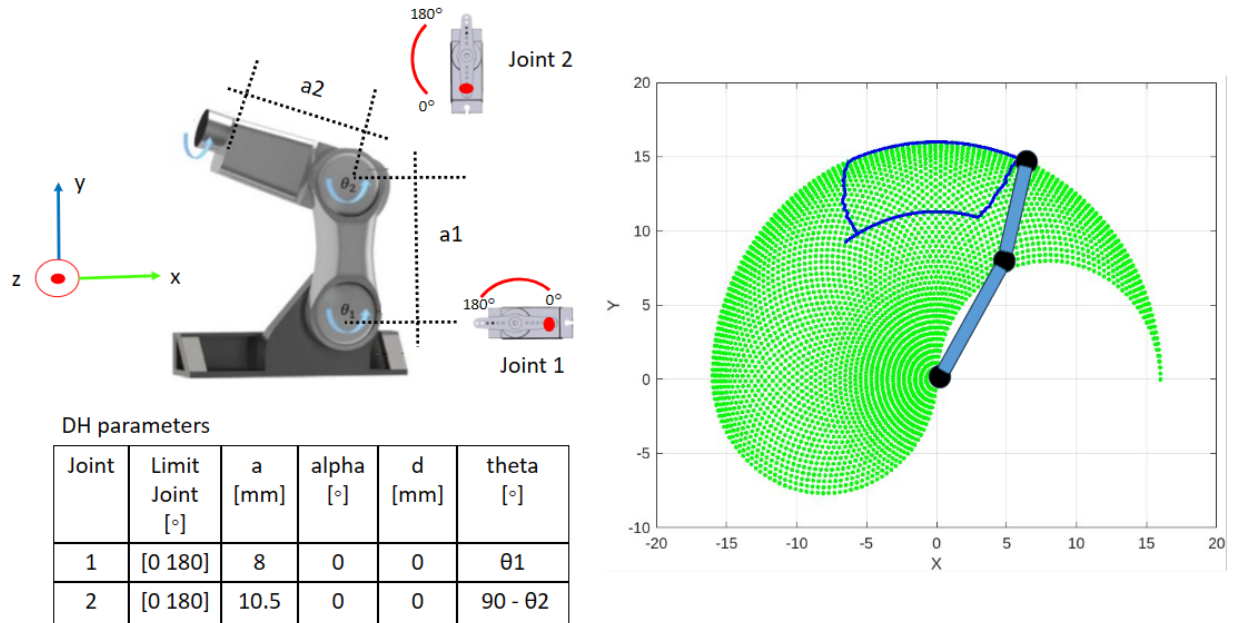 180°
Joint 2
0°
a2
θ2
y
z
x
a1
θ1
180°
0°
Joint 1
DH parameters
Joint Limit Joint [°] a [mm] alpha [°] d [mm] theta [°]
1 [0 180] 8 0 0 θ1
2 [0 180] 10.5 0 0 90 - θ2
20
15
10
5
0
-5
-10
Y
-20 -15 -10 -5 0 5 10 15 20
X